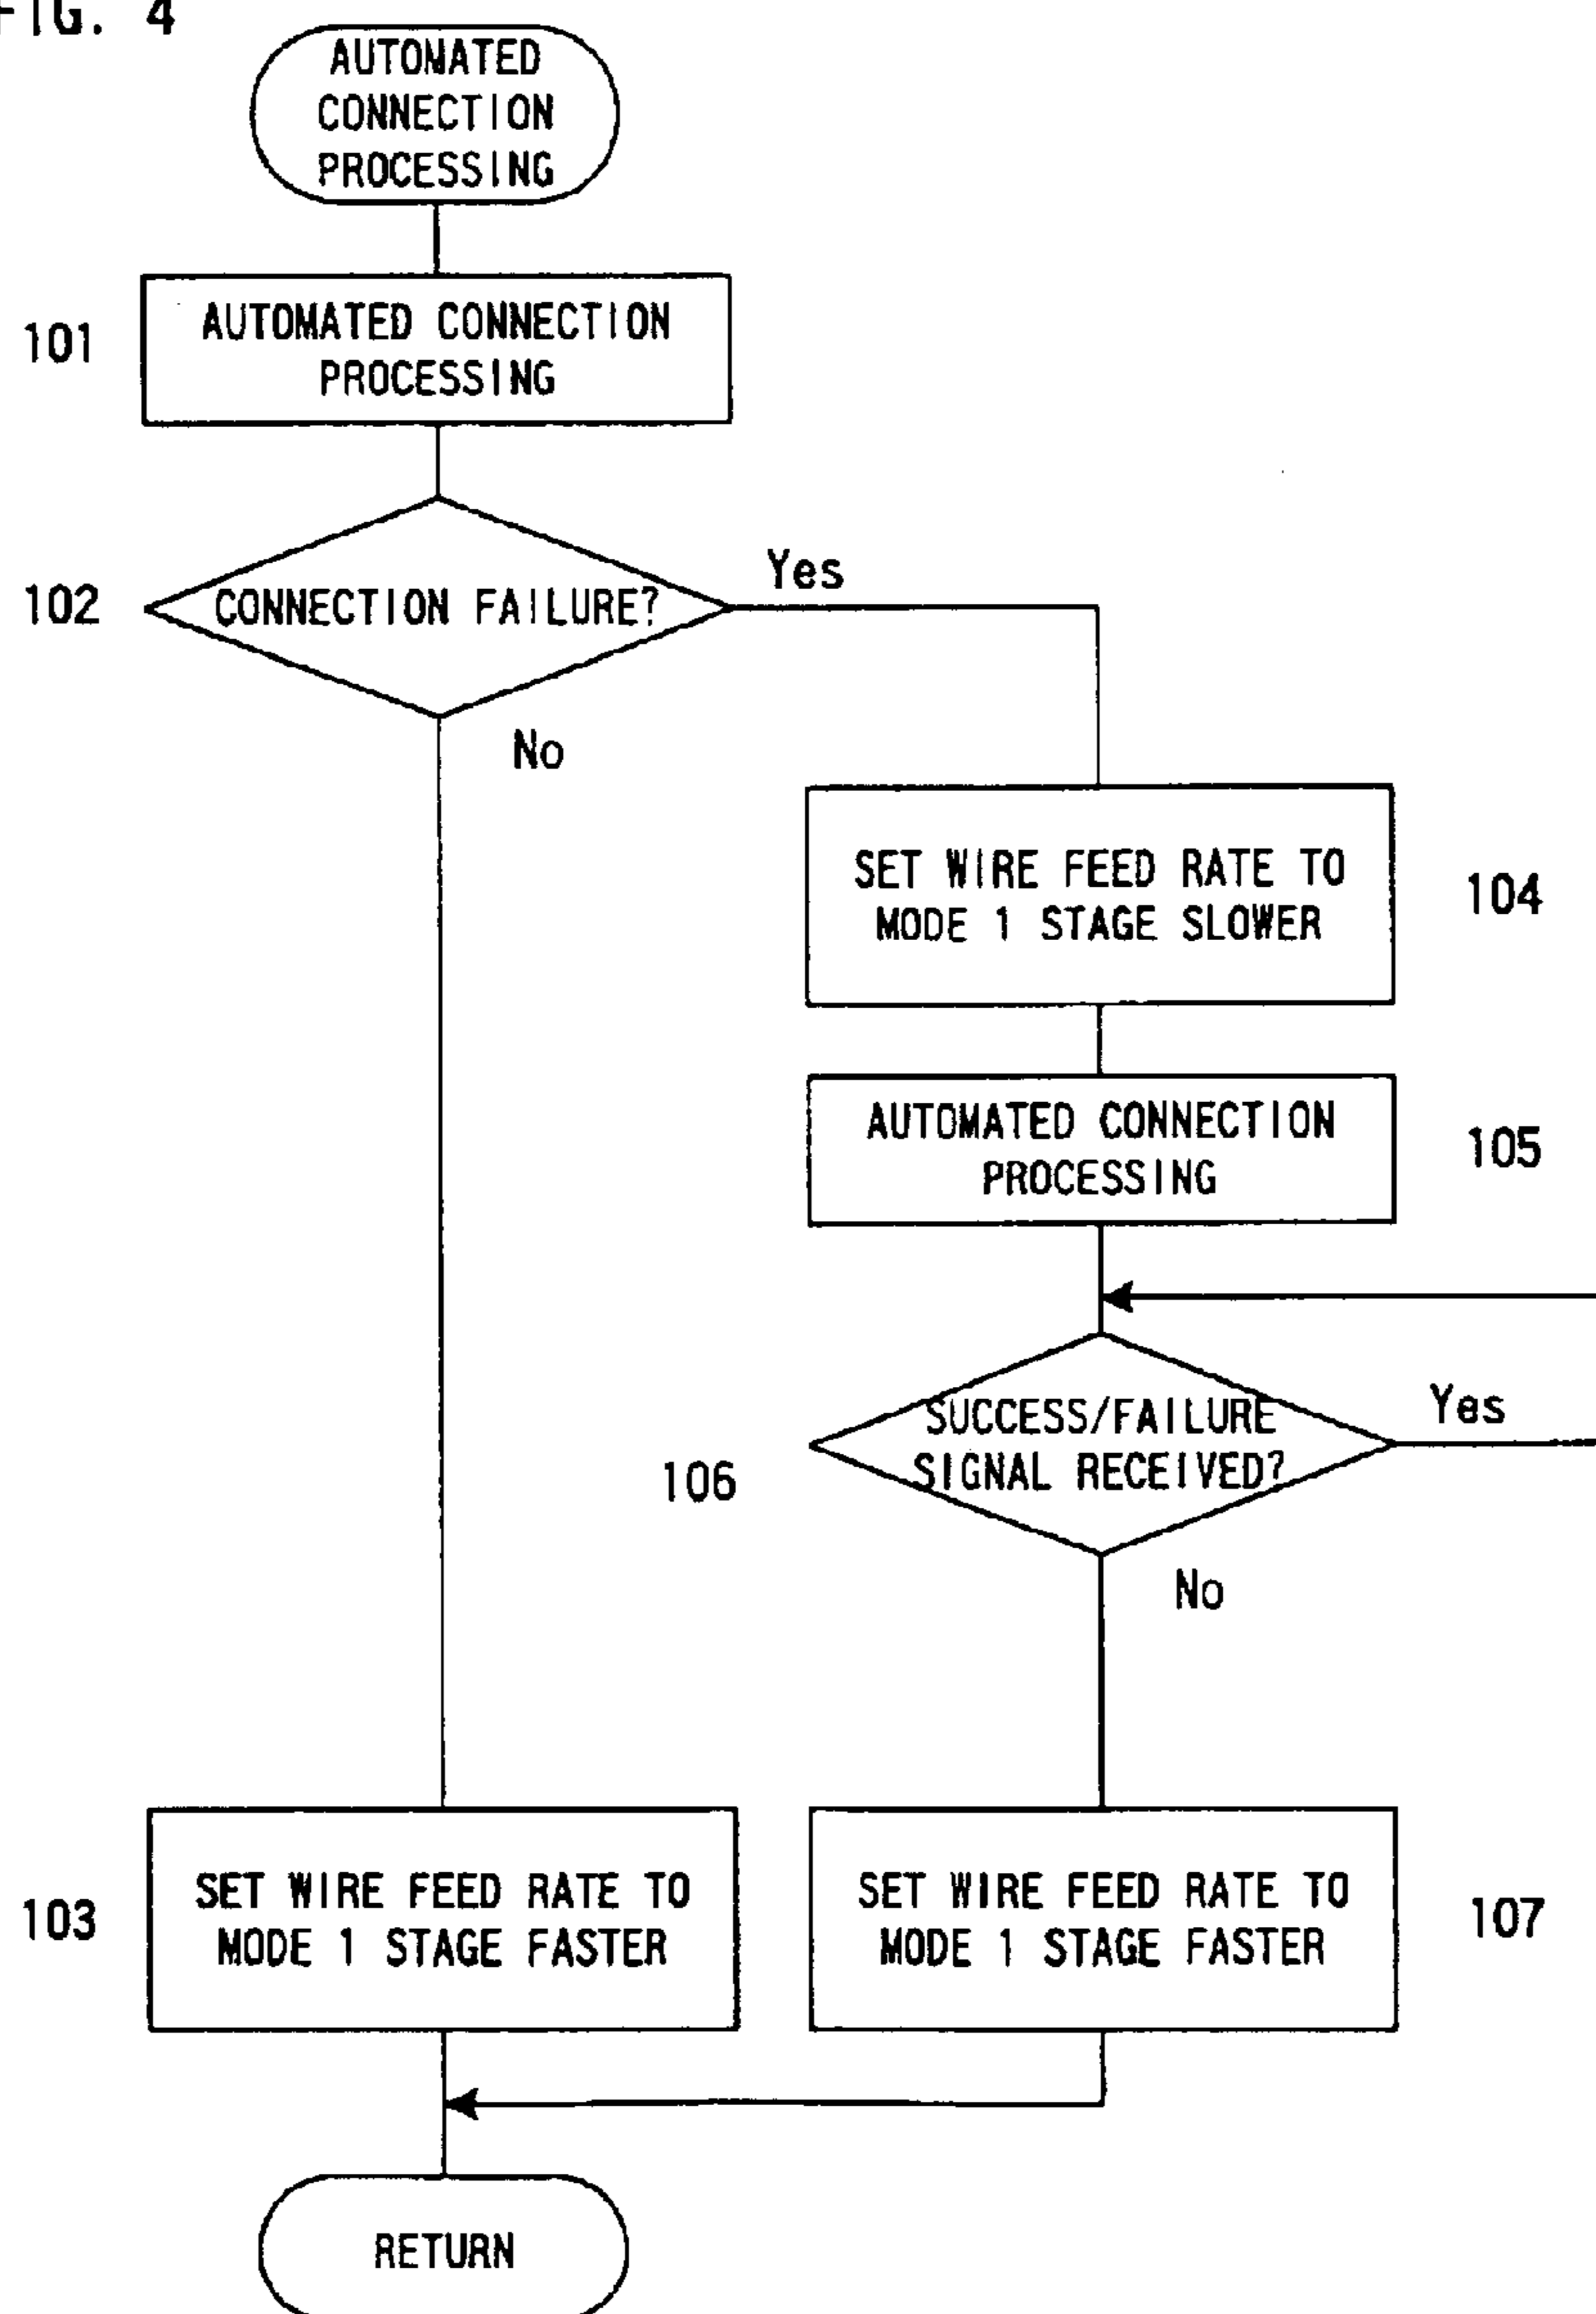 FIG. 4
AUTOMATED
CONNECTION
PROCESSING
101
AUTOMATED CONNECTION
PROCESSING
102
CONNECTION FAILURE?
Yes
No
SET WIRE FEED RATE TO
MODE 1 STAGE SLOWER
104
AUTOMATED CONNECTION
PROCESSING
105
SUCCESS/FAILURE
SIGNAL RECEIVED?
Yes
106
No
103
SET WIRE FEED RATE TO
MODE 1 STAGE FASTER
SET WIRE FEED RATE TO
MODE 1 STAGE FASTER
107
RETURN